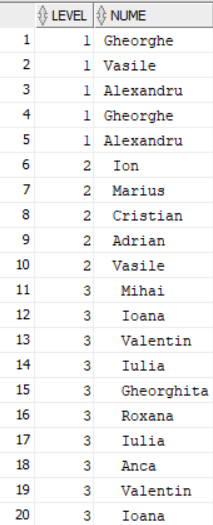 LEVEL NUME
1 1 Gheorghe
2 1 Vasile
3 1 Alexandru
4 1 Gheorghe
5 1 Alexandru
6 2 Ion
7 2 Marius
8 2 Cristian
9 2 Adrian
10 2 Vasile
11 3 Mihai
12 3 Ioana
13 3 Valentin
14 3 Iulia
15 3 Gheorghita
16 3 Roxana
17 3 Iulia
18 3 Anca
19 3 Valentin
20 3 Ioana